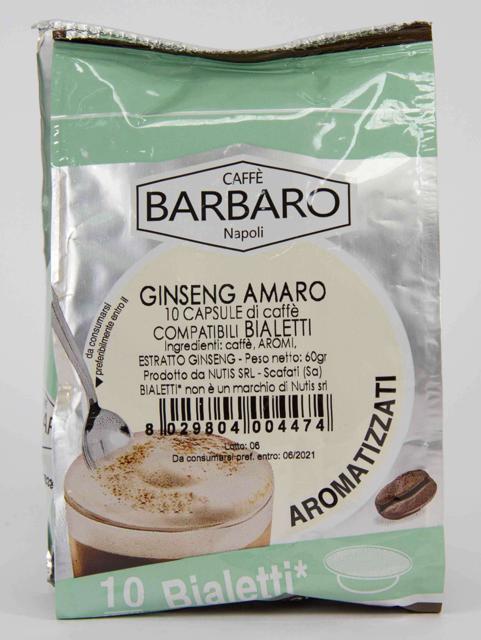 CAFFÈ
BARBARO
Napoli
GINSENG AMARO
10 CAPSULE di caffè
COMPATIBILI BIALETTI
Ingredienti: caffè, AROMI,
ESTRATTO GINSENG - Peso netto: 60gr
Prodotto da NUTIS SRL - Scafati (Sa)
BIALETTI* non è un marchio di Nutis srl
8 029804 004474
Lotto: 06
Da consumarsi pref. entro: 06/2021
da consumarsi
preferibilmente entro il
AROMATIZZATI
10 Bialetti*